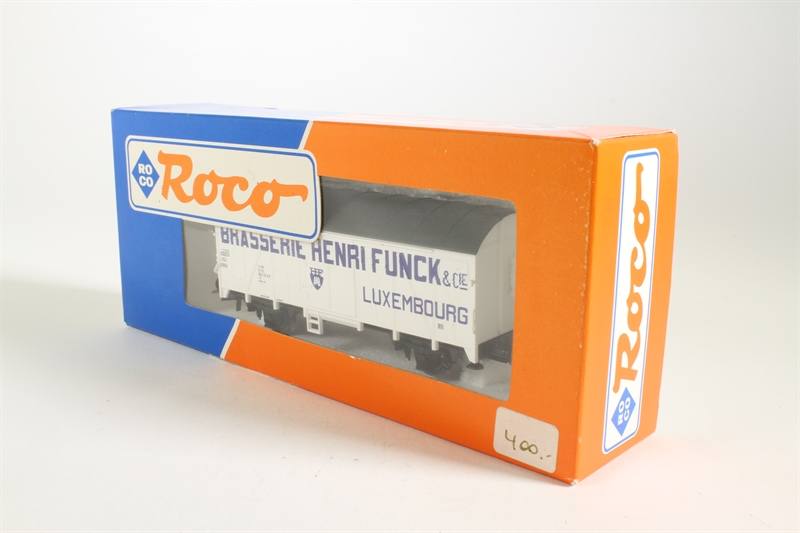 RO
CO
Roco
BRASSERIE HENRI FUNCK & CIE
LUXEMBOURG
400.-
Roco
RO
CO